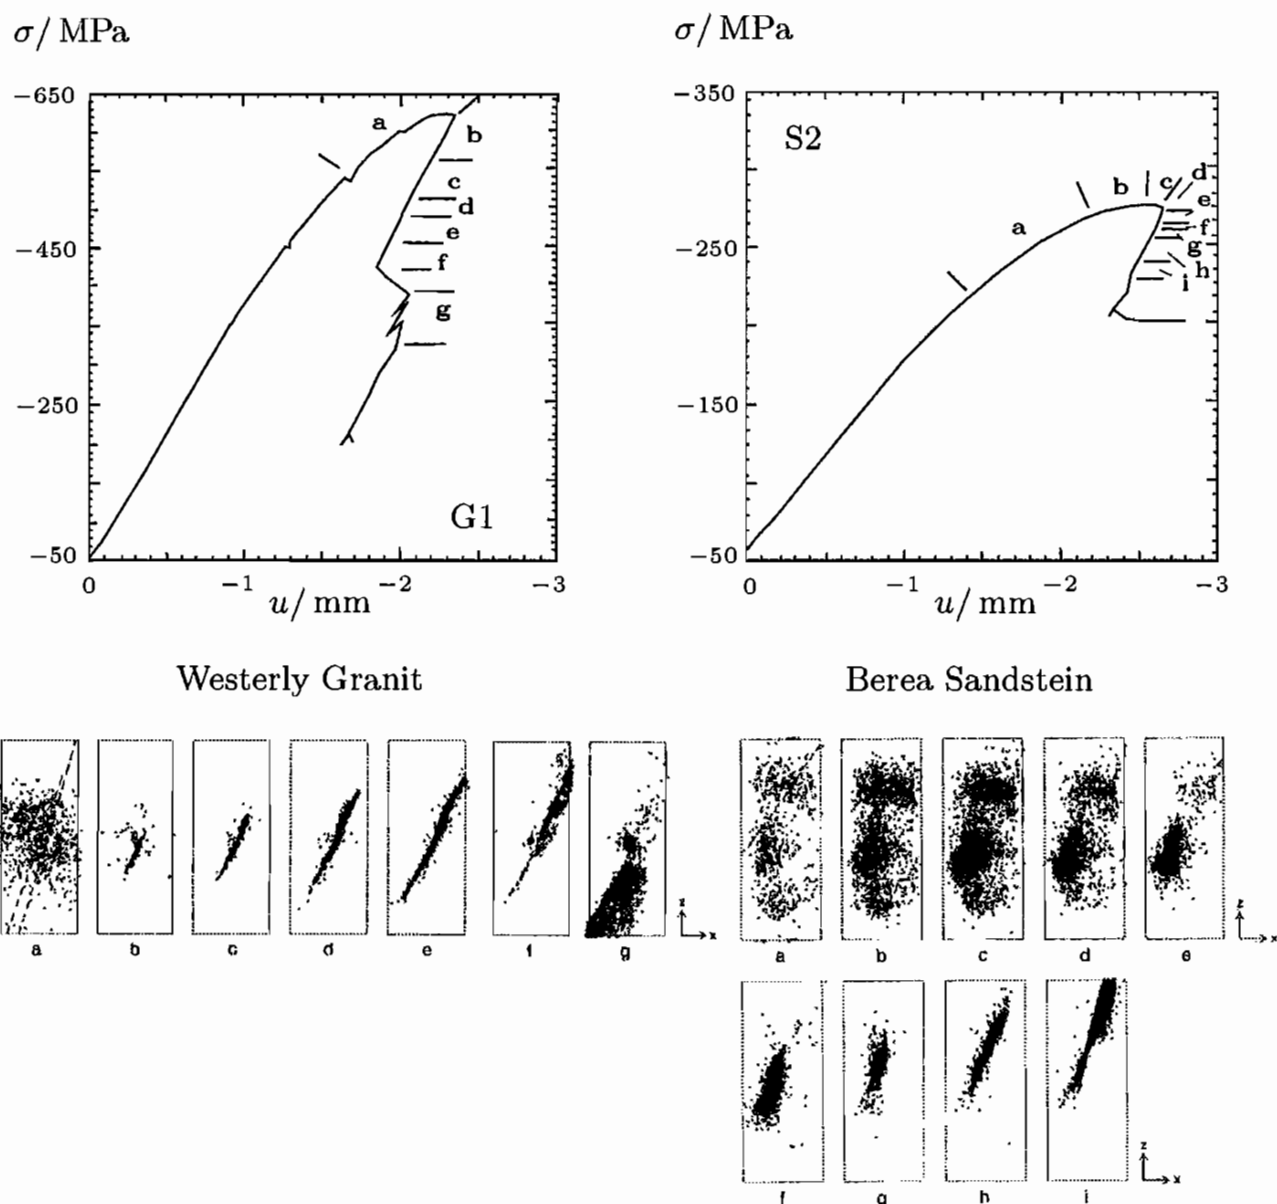 σ/ MPa
−650
−450
−250
−50
0
−1
−2
−3
u/ mm
a
b
c
d
e
f
g
G1
σ/ MPa
−350
−250
−150
−50
0
−1
−2
−3
u/ mm
S2
a
b
c
d
e
f
g
h
i
Westerly Granit
Berea Sandstein
a b c d e f g
z
x
a b c d e
z
x
f g h i
z
x